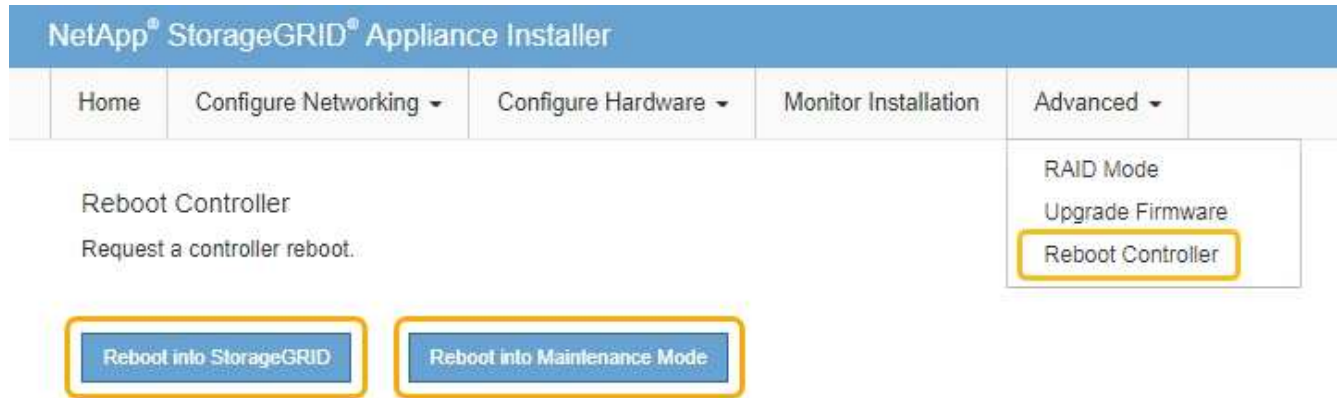 NetApp® StorageGRID® Appliance Installer
Home Configure Networking Configure Hardware Monitor Installation Advanced
RAID Mode
Upgrade Firmware
Reboot Controller
Reboot Controller
Request a controller reboot.
Reboot into StorageGRID Reboot into Maintenance Mode